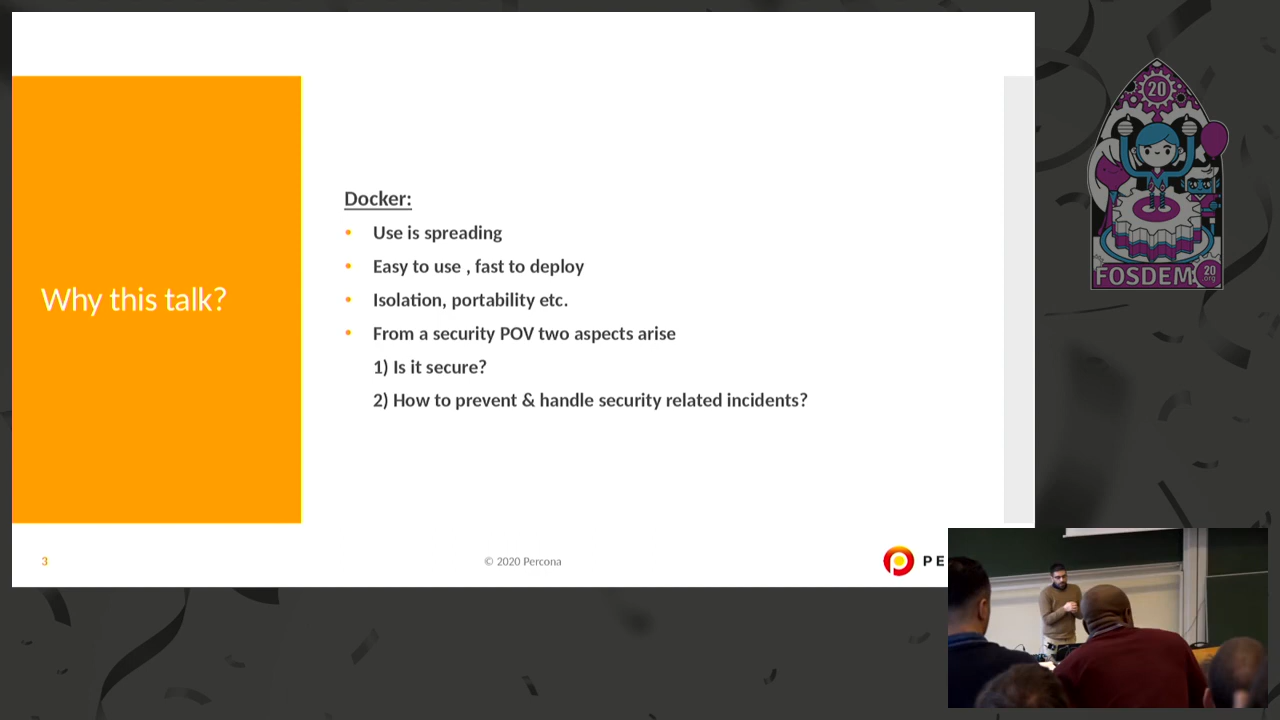 Why this talk?
Docker:
• Use is spreading
• Easy to use , fast to deploy
• Isolation, portability etc.
• From a security POV two aspects arise
1) Is it secure?
2) How to prevent & handle security related incidents?
3
© 2020 Percona
PE
20
FOSDEM
20
.org